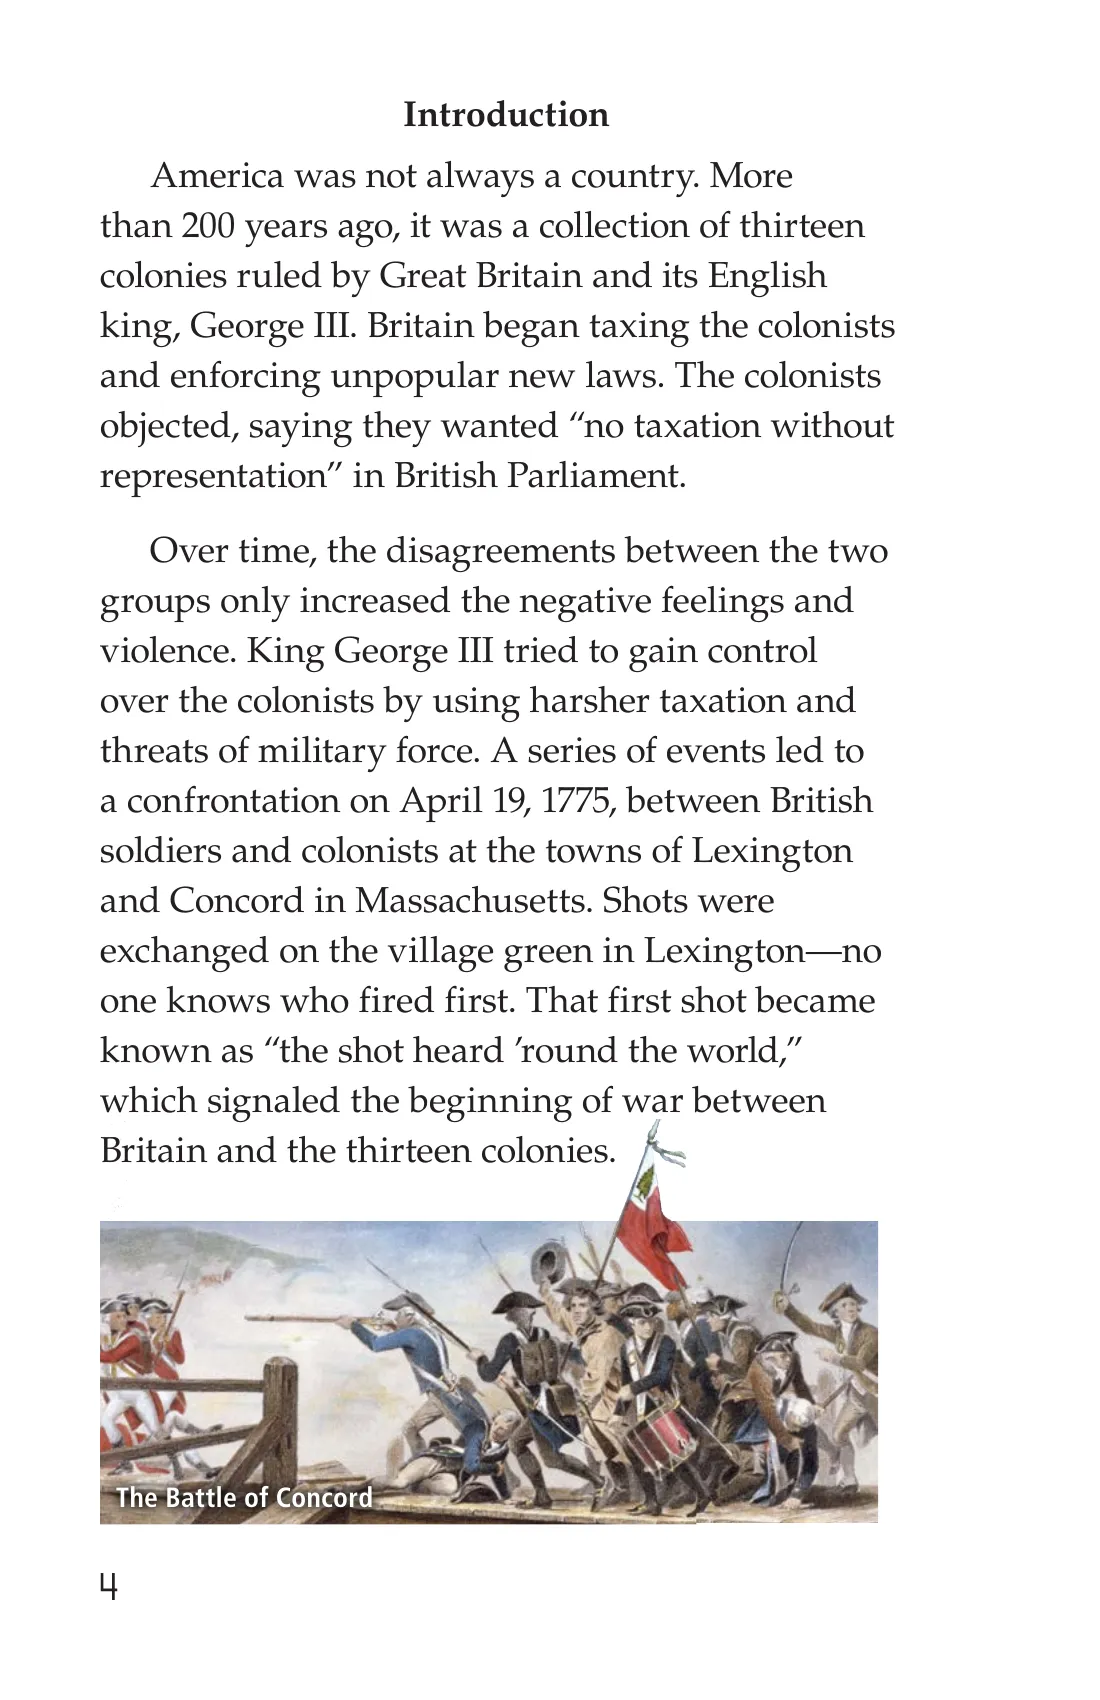 Introduction
America was not always a country. More
than 200 years ago, it was a collection of thirteen
colonies ruled by Great Britain and its English
king, George III. Britain began taxing the colonists
and enforcing unpopular new laws. The colonists
objected, saying they wanted “no taxation without
representation” in British Parliament.
Over time, the disagreements between the two
groups only increased the negative feelings and
violence. King George III tried to gain control
over the colonists by using harsher taxation and
threats of military force. A series of events led to
a confrontation on April 19, 1775, between British
soldiers and colonists at the towns of Lexington
and Concord in Massachusetts. Shots were
exchanged on the village green in Lexington—no
one knows who fired first. That first shot became
known as “the shot heard ’round the world,”
which signaled the beginning of war between
Britain and the thirteen colonies.
The Battle of Concord
4